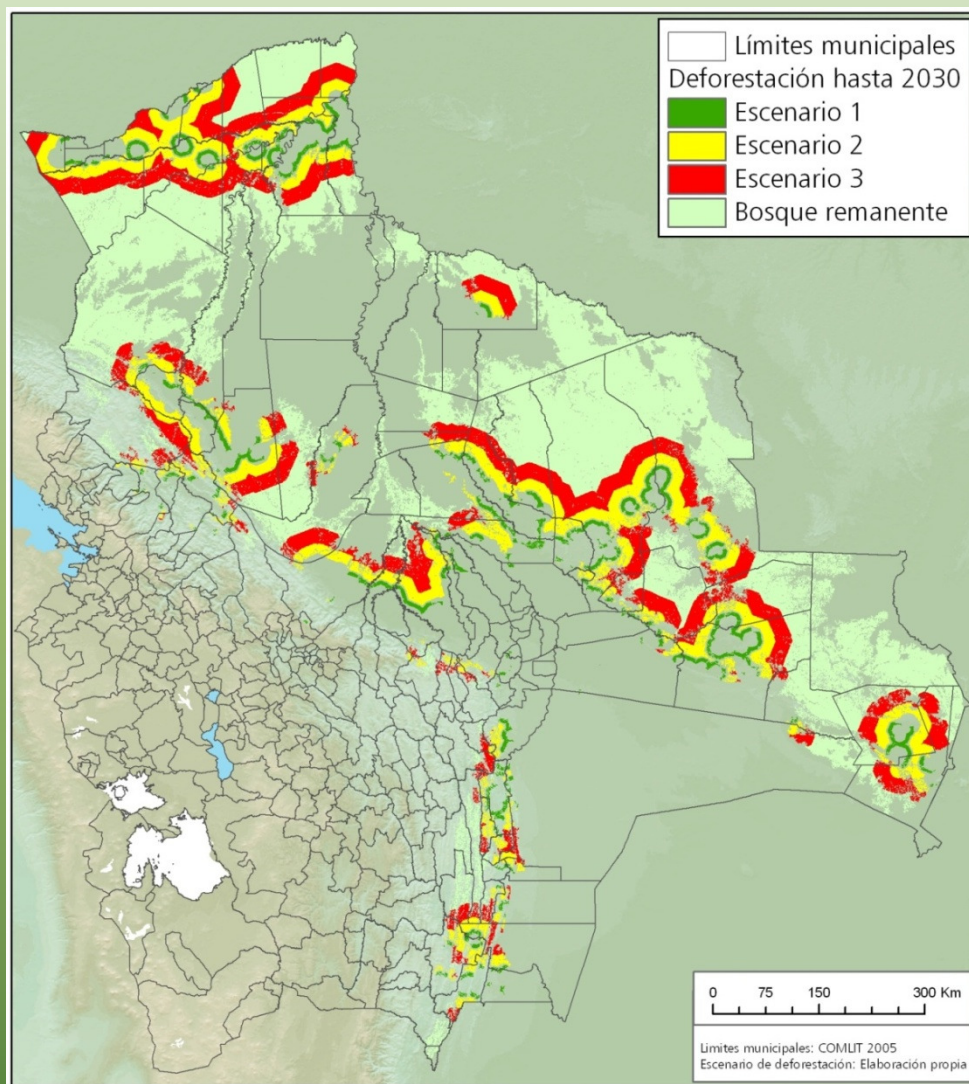 Límites municipales
Deforestación hasta 2030
Escenario 1
Escenario 2
Escenario 3
Bosque remanente
0 75 150 300 Km
Limites municipales: COMLIT 2005
Escenario de deforestación: Elaboración propia